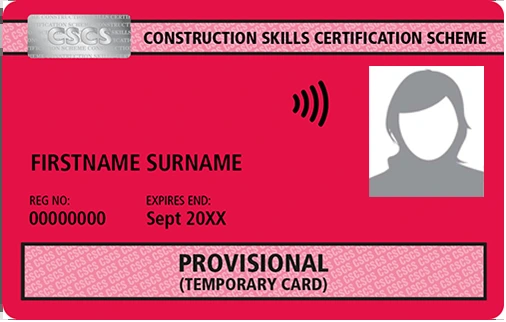 CSCS
CONSTRUCTION SKILLS CERTIFICATION SCHEME
FIRSTNAME SURNAME
REG NO:
EXPIRES END:
00000000
Sept 20XX
PROVISIONAL
(TEMPORARY CARD)